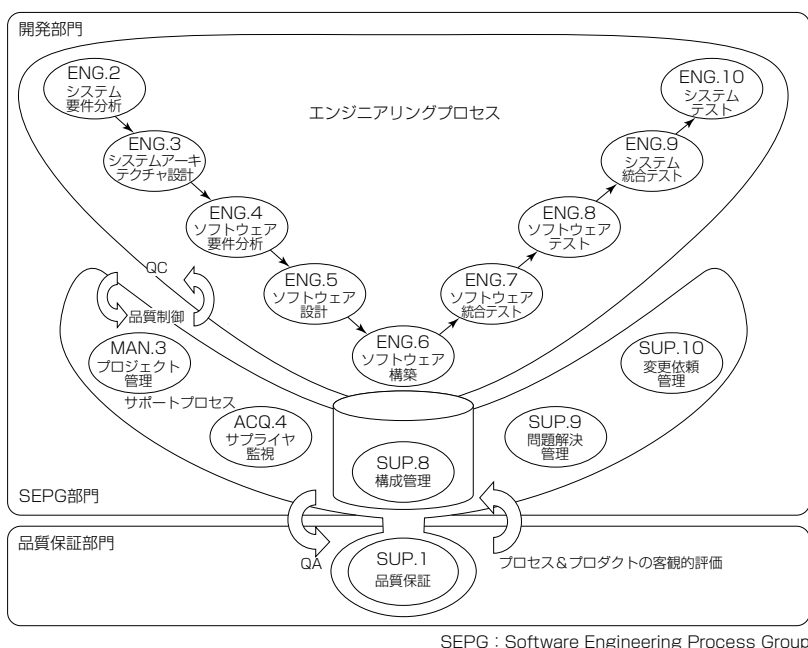 開発部門
ENG.2
システム
要件分析
ENG.3
システムアーキ
テクチャ設計
ENG.4
ソフトウェア
要件分析
ENG.5
ソフトウェア
設計
ENG.6
ソフトウェア
構築
ENG.7
ソフトウェア
統合テスト
ENG.8
ソフトウェア
テスト
ENG.9
システム
統合テスト
ENG.10
システム
テスト
エンジニアリングプロセス
QC
品質制御
MAN.3
プロジェクト
管理
サポートプロセス
ACQ.4
サプライヤ
監視
SUP.8
構成管理
SUP.9
問題解決
管理
SUP.10
変更依頼
管理
SEPG部門
品質保証部門
QA
SUP.1
品質保証
プロセス＆プロダクトの客観的評価
SEPG：Software Engineering Process Group